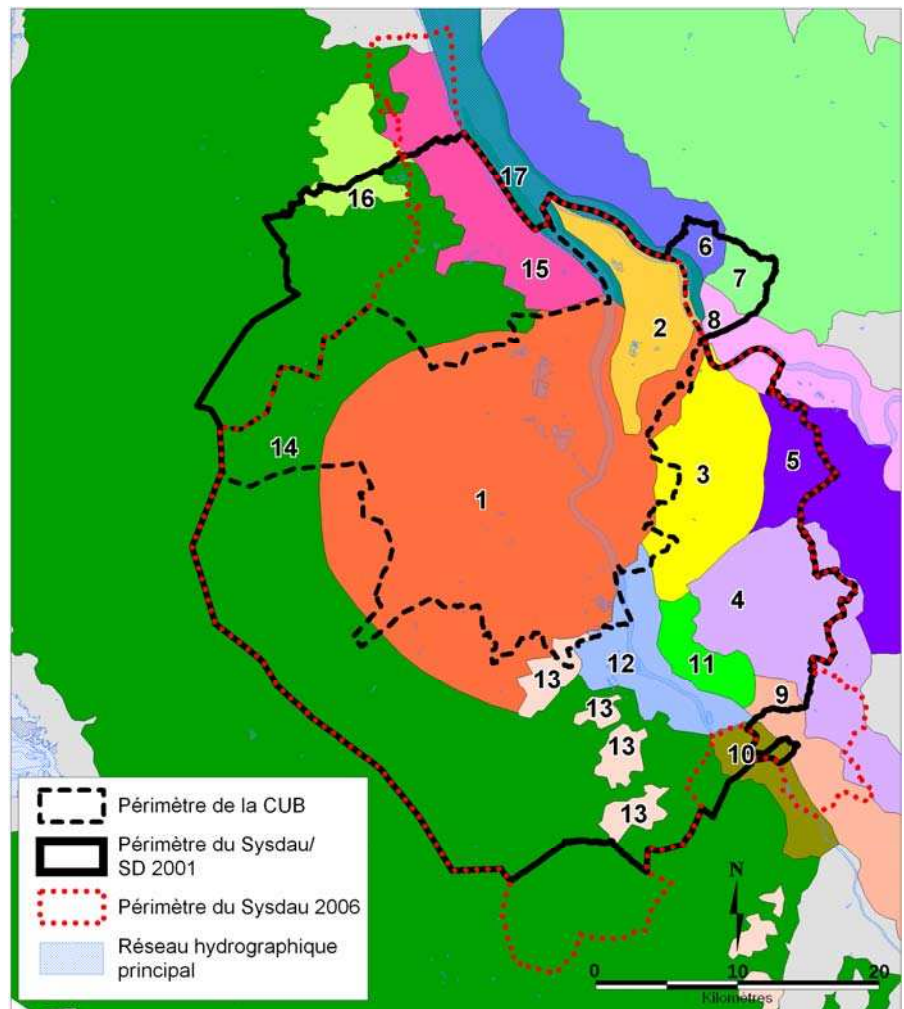 17
16
6
7
15
2
8
14
3
5
1
4
11
12
13
9
13
13
10
13
Périmètre de la CUB
Périmètre du Sysdau/
SD 2001
Périmètre du Sysdau 2006
Réseau hydrographique
principal
N
0 10 20
Kilomètres